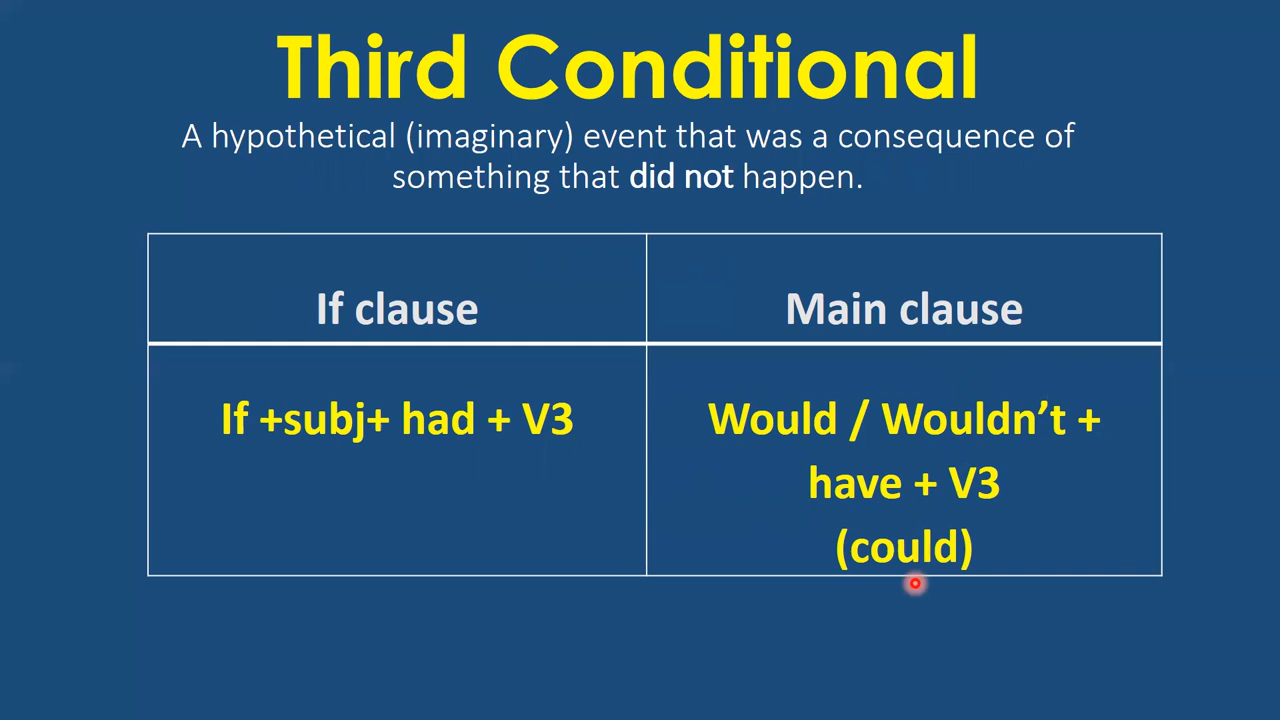 Third Conditional
A hypothetical (imaginary) event that was a consequence of
something that did not happen.
If clause
Main clause
If +subj+ had + V3
Would / Wouldn’t +
have + V3
(could)